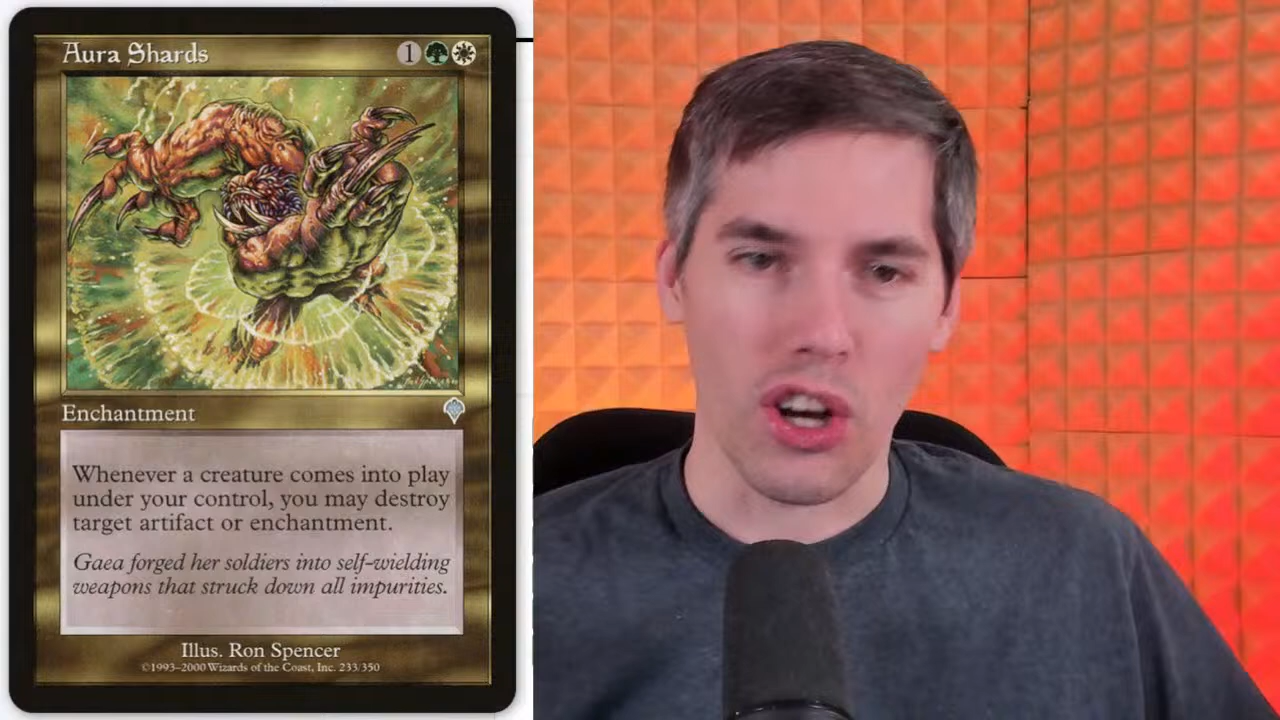 Aura Shards 1
Enchantment
Whenever a creature comes into play
under your control, you may destroy
target artifact or enchantment.
Gaea forged her soldiers into self-wielding
weapons that struck down all impurities.
Illus. Ron Spencer
©1993–2000 Wizards of the Coast, Inc. 233/350